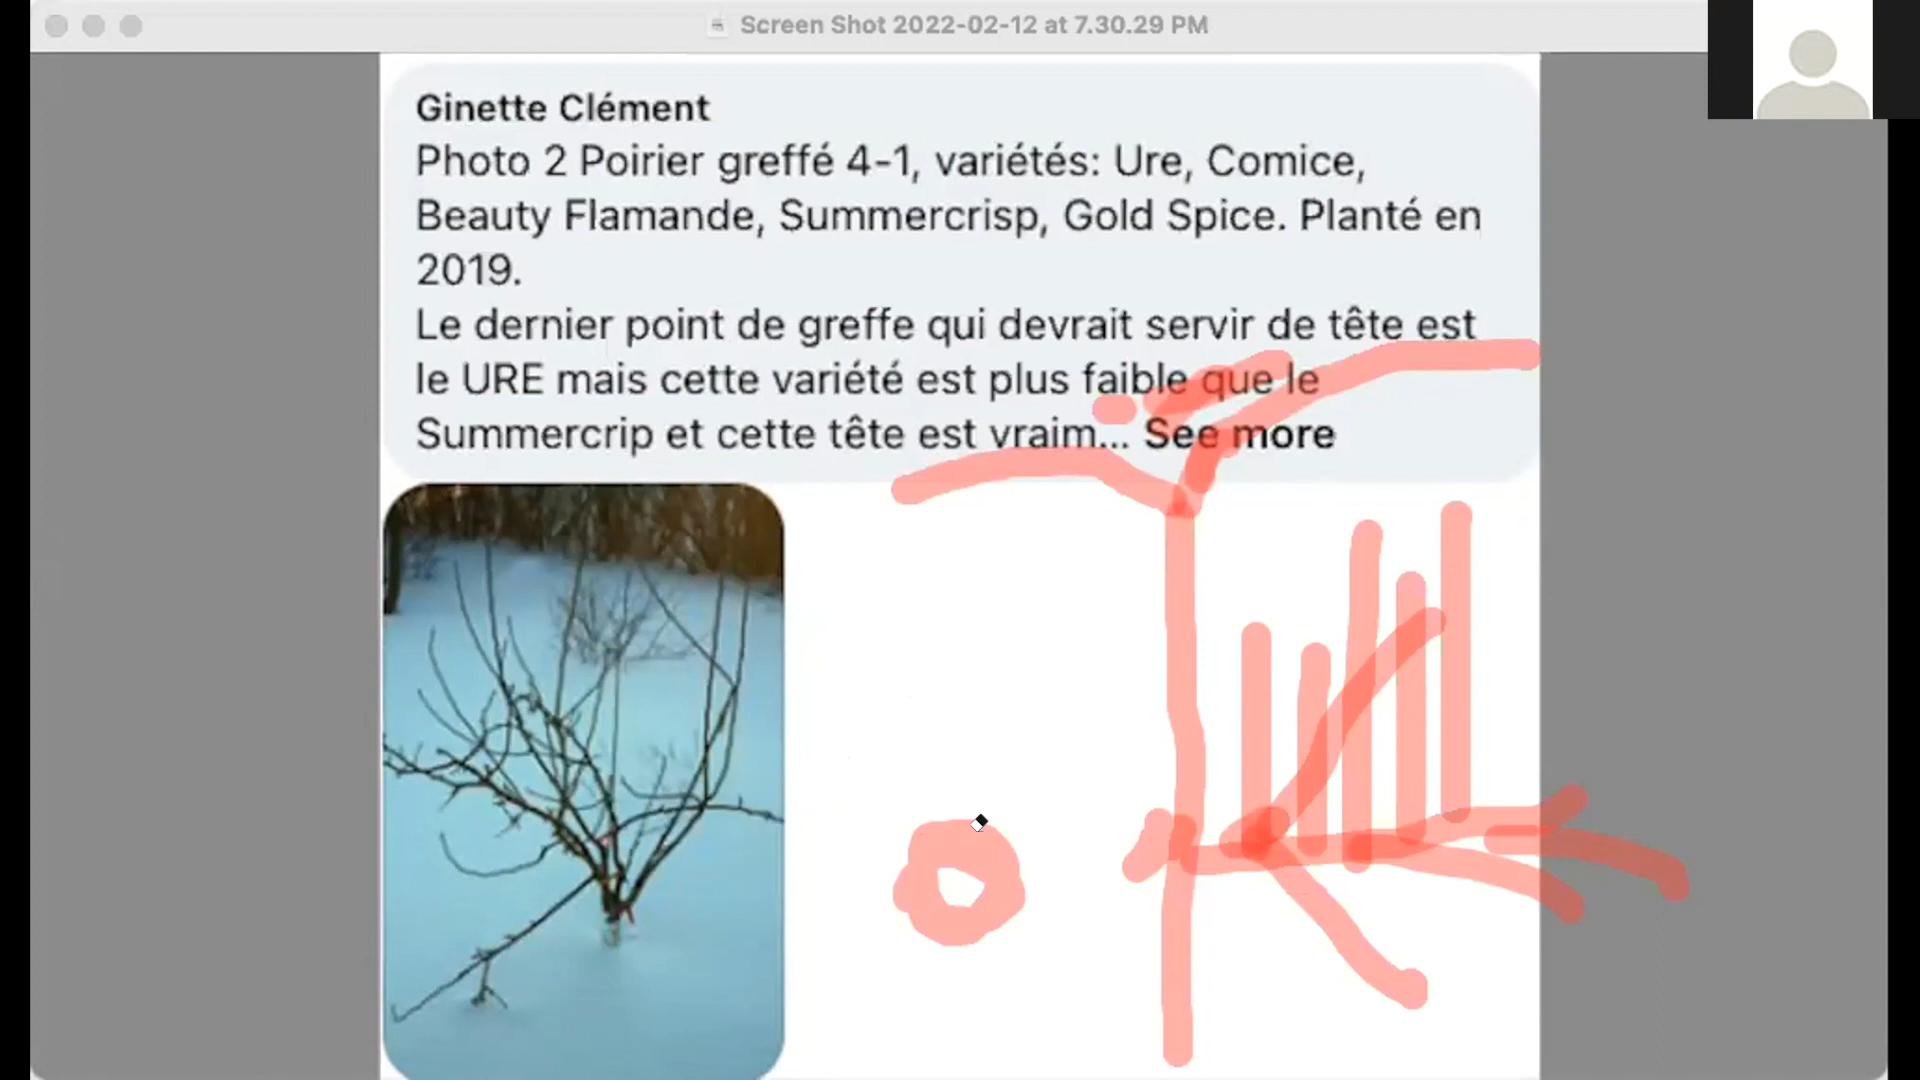 Screen Shot 2022-02-12 at 7.30.29 PM
Ginette Clément
Photo 2 Poirier greffé 4-1, variétés: Ure, Comice,
Beauty Flamande, Summercrisp, Gold Spice. Planté en
2019.
Le dernier point de greffe qui devrait servir de tête est
le URE mais cette variété est plus faible que le
Summercrip et cette tête est vraim... See more